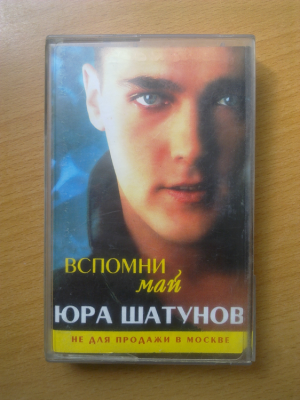 ВСПОМНИ
май
ЮРА ШАТУНОВ
НЕ ДЛЯ ПРОДАЖИ В МОСКВЕ